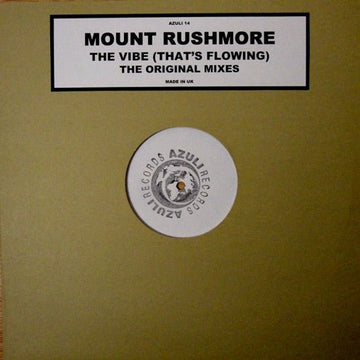 AZULI 14
MOUNT RUSHMORE
THE VIBE (THAT'S FLOWING)
THE ORIGINAL MIXES
MADE IN UK
AZULI RECORDS
AZULI RECORDS